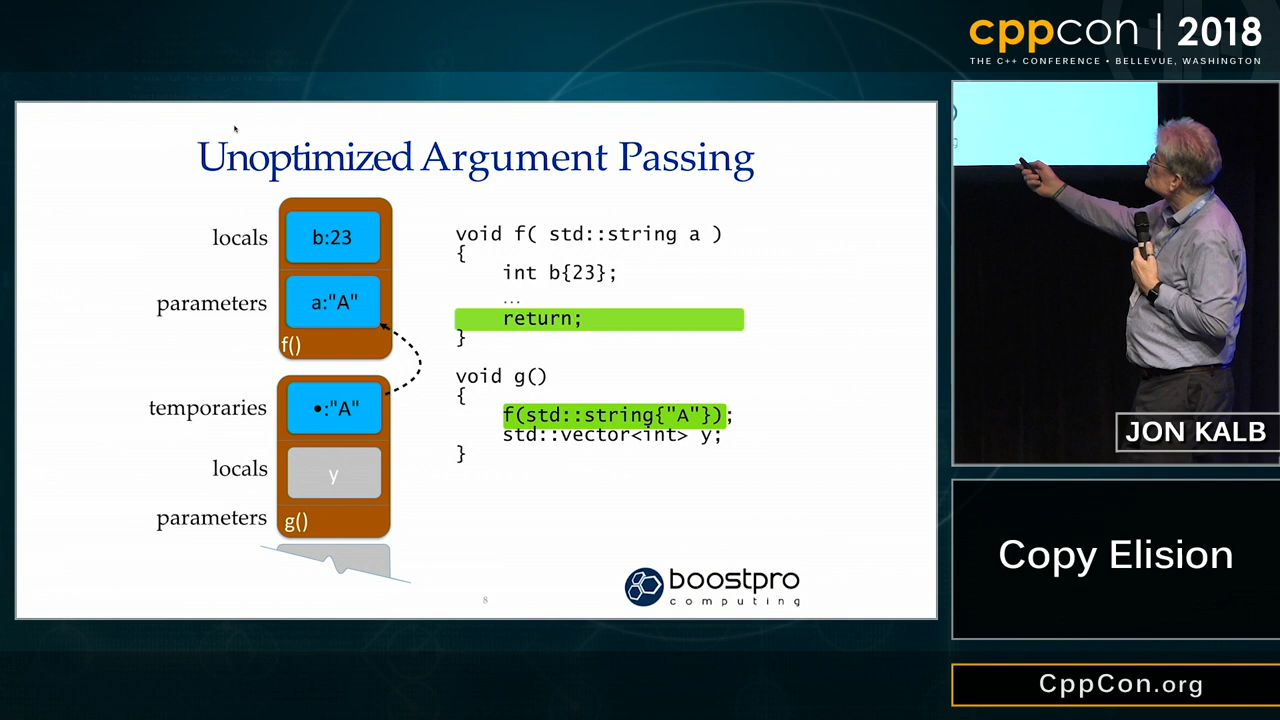 cppcon | 2018
THE C++ CONFERENCE • BELLEVUE, WASHINGTON
Unoptimized Argument Passing
locals
b:23
parameters
a:"A"
f()
temporaries
•:"A"
locals
y
parameters
g()
void f( std::string a )
{
int b{23};
...
return;
}
void g()
{
f(std::string{"A"});
std::vector<int> y;
}
boostpro
computing
8
JON KALB
Copy Elision
CppCon.org